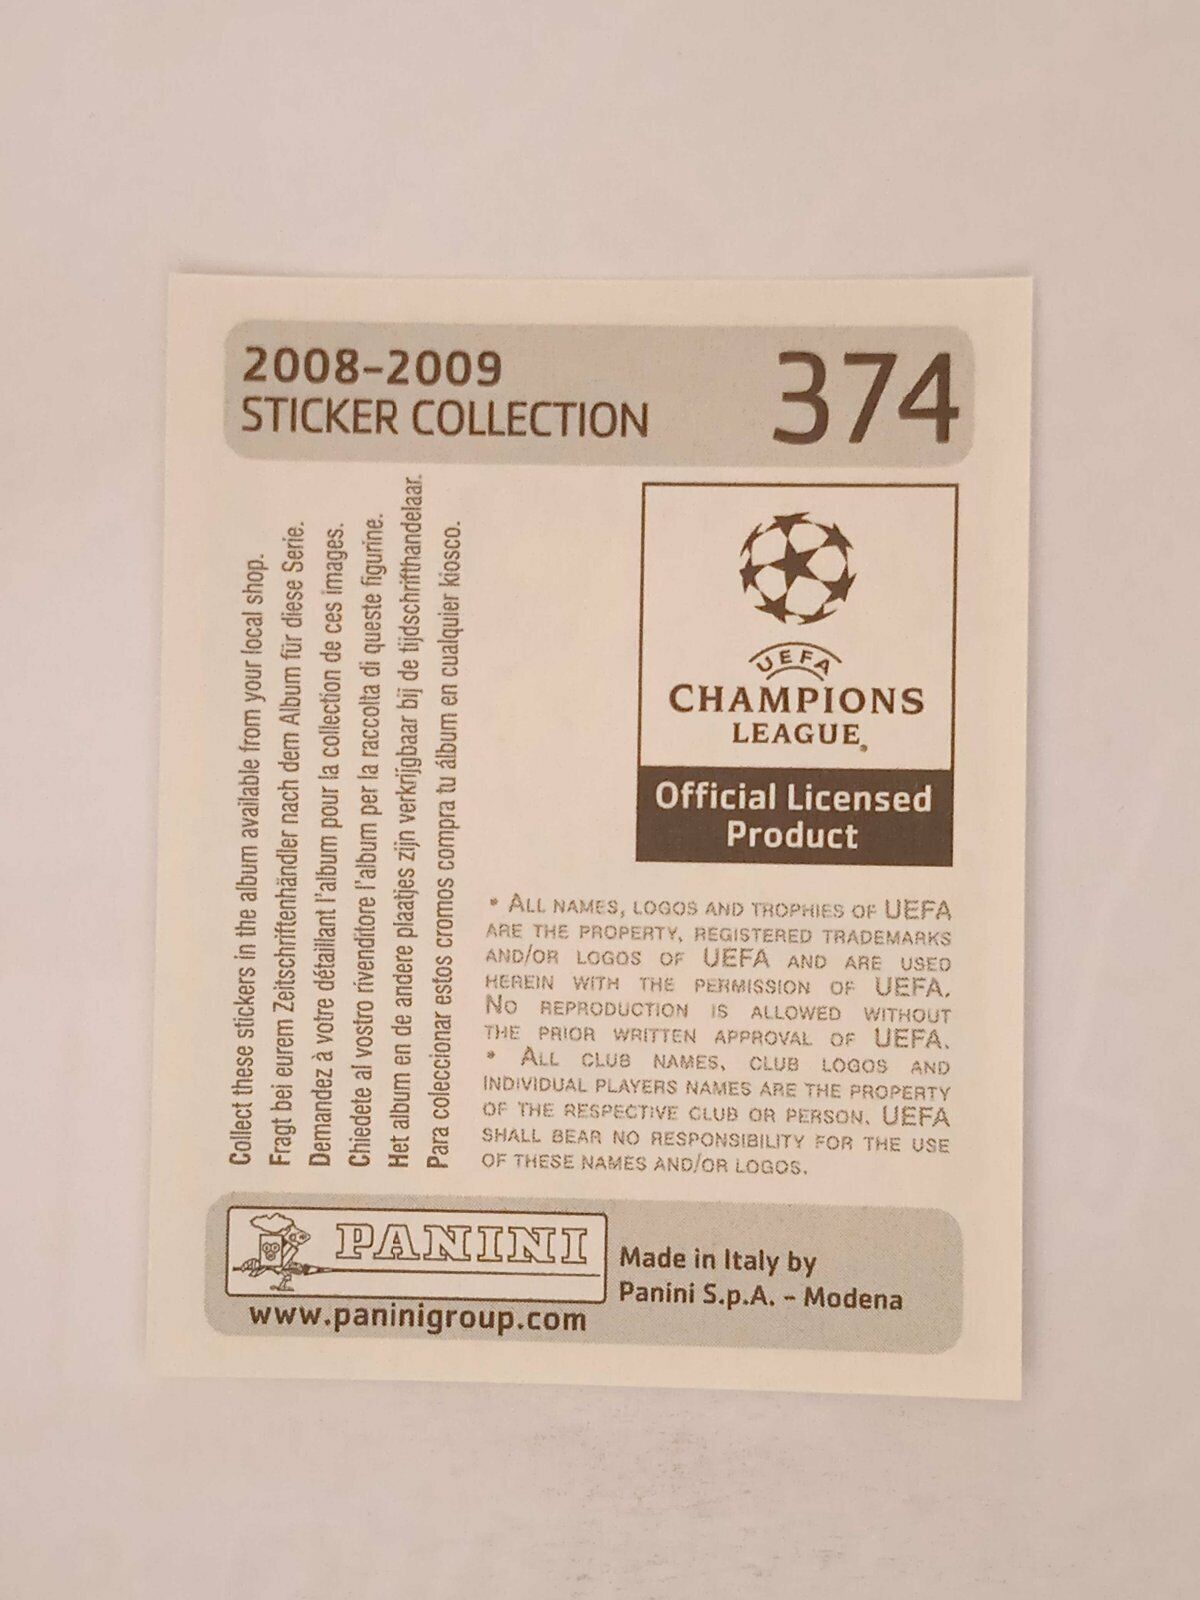 2008-2009
STICKER COLLECTION
374
Collect these stickers in the album available from your local shop.
Fragt bei eurem Zeitschriftenhändler nach dem Album für diese Serie.
Demandez à votre détaillant l'album pour la collection de ces images.
Chiedete al vostro rivenditore l'album per la raccolta di queste figurine.
Het album en de andere plaatjes zijn verkrijgbaar bij de tijdschrifthandelaar.
Para coleccionar estos cromos compra tu álbum en cualquier kiosco.
UEFA
CHAMPIONS
LEAGUE®
Official Licensed
Product
* ALL NAMES, LOGOS AND TROPHIES OF UEFA
ARE THE PROPERTY, REGISTERED TRADEMARKS
AND/OR LOGOS OF UEFA AND ARE USED
HEREIN WITH THE PERMISSION OF UEFA.
NO REPRODUCTION IS ALLOWED WITHOUT
THE PRIOR WRITTEN APPROVAL OF UEFA.
* ALL CLUB NAMES, CLUB LOGOS AND
INDIVIDUAL PLAYERS NAMES ARE THE PROPERTY
OF THE RESPECTIVE CLUB OR PERSON. UEFA
SHALL BEAR NO RESPONSIBILITY FOR THE USE
OF THESE NAMES AND/OR LOGOS.
PANINI
www.paninigroup.com
Made in Italy by
Panini S.p.A. - Modena